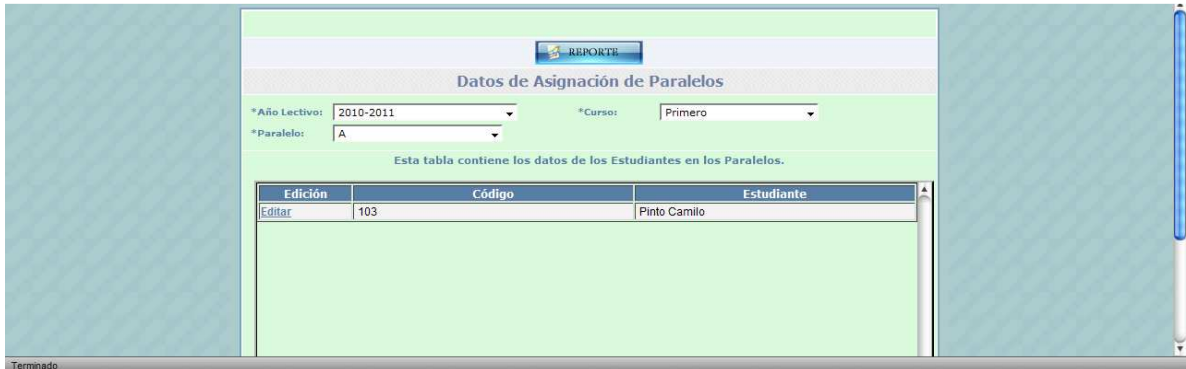 REPORTE
Datos de Asignación de Paralelos
*Año Lectivo: 2010-2011 *Curso: Primero
*Paralelo: A
Esta tabla contiene los datos de los Estudiantes en los Paralelos.
Edición Código Estudiante
Editar 103 Pinto Camilo
Terminado